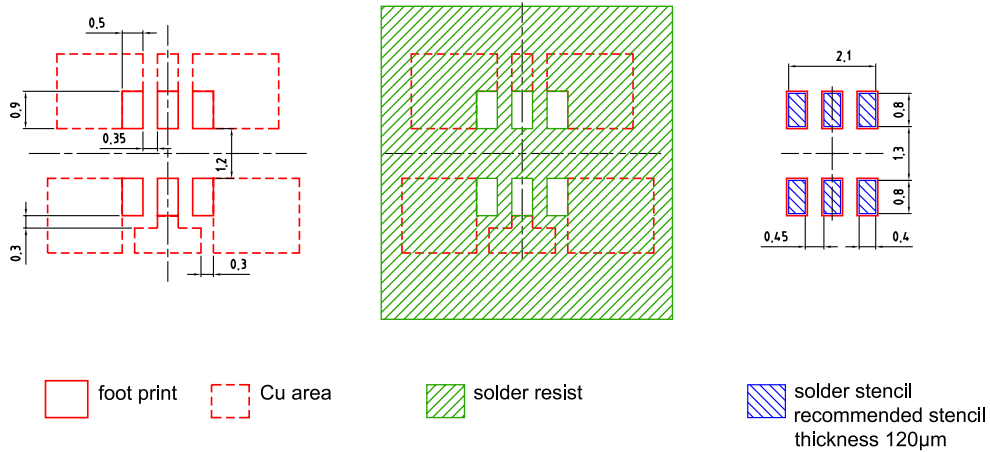 0.5
2.1
0.9
0.8
0.35
1.2
1.3
0.8
0.3
0.3
0.45
0.4
foot print
Cu area
solder resist
solder stencil
recommended stencil
thickness 120µm